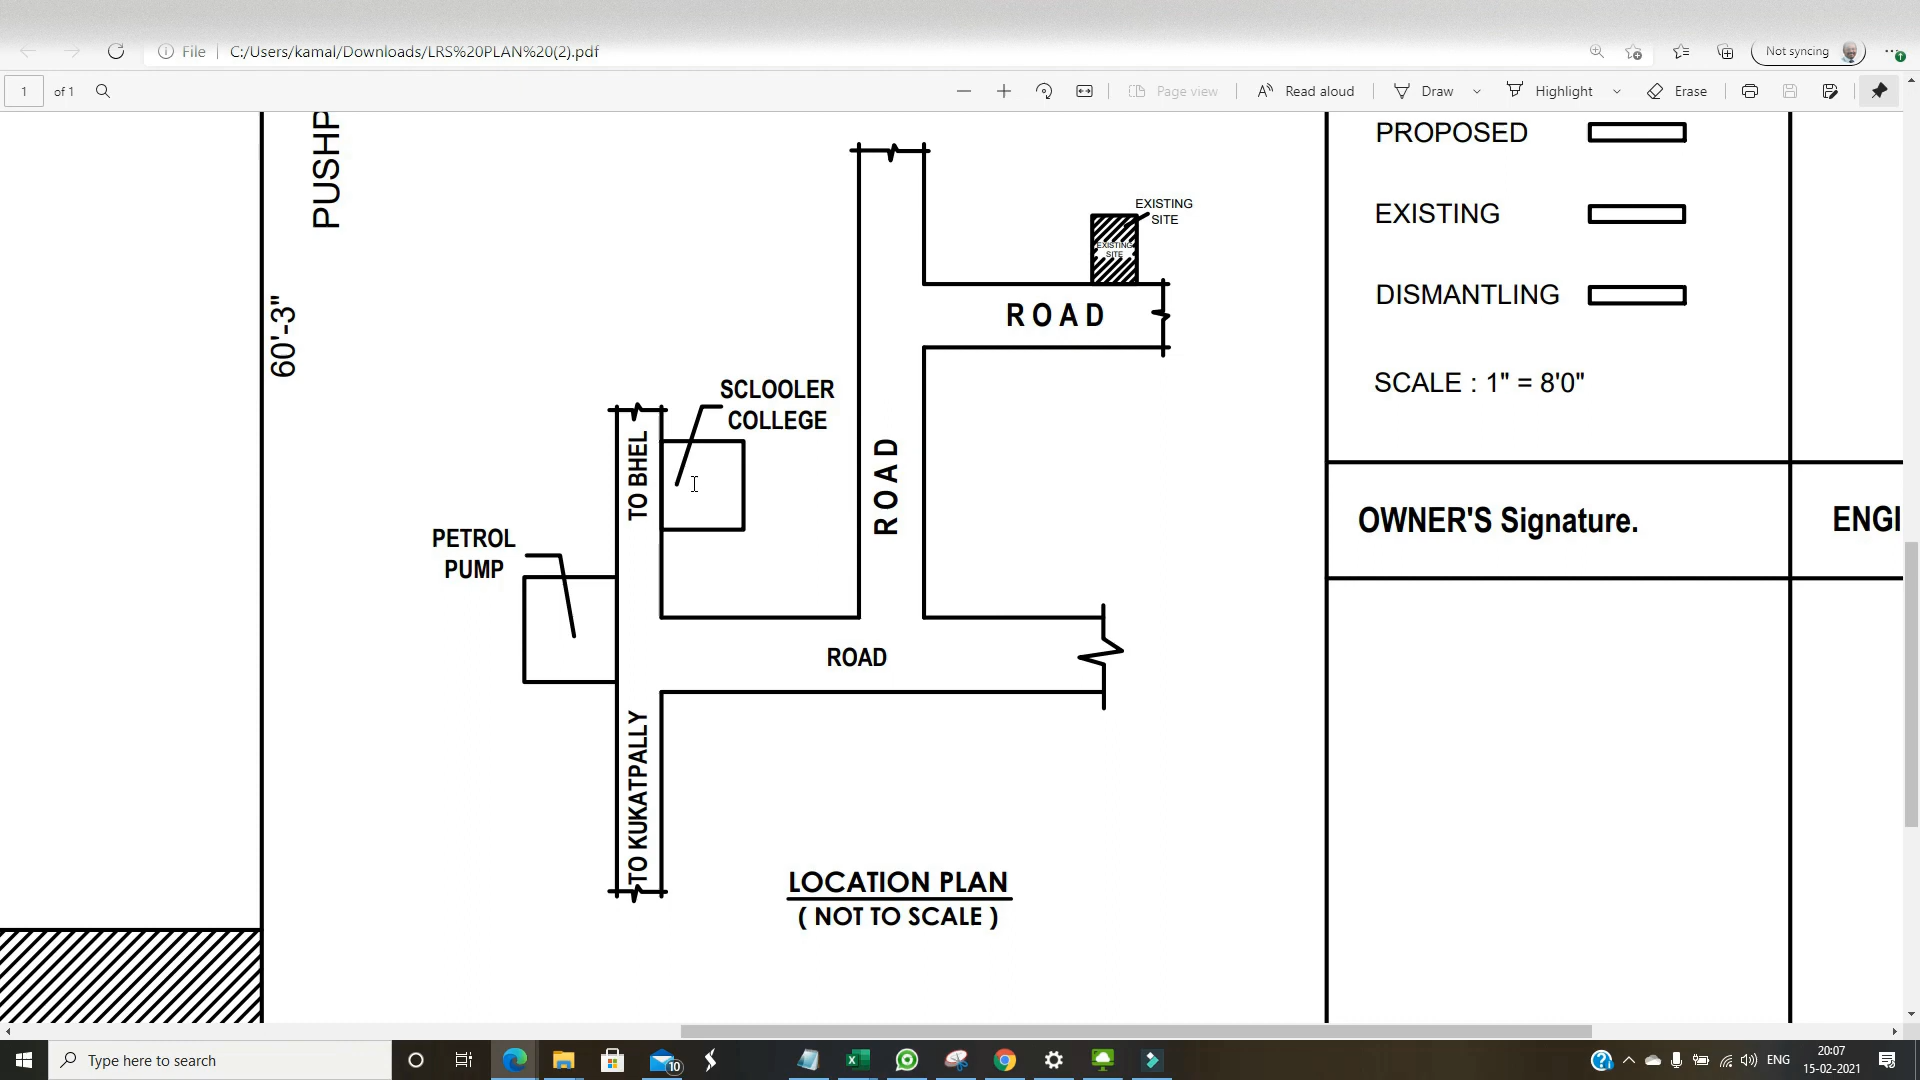 File
C:/Users/kamal/Downloads/LRS%20PLAN%20(2).pdf
Not syncing
1
of 1
Page view
Read aloud
Draw
Highlight
Erase
PUSHP
60'-3"
EXISTING
SITE
EXISTING
SITE
ROAD
SCLOOLER
COLLEGE
TO BHEL
ROAD
PETROL
PUMP
ROAD
TO KUKATPALLY
LOCATION PLAN
( NOT TO SCALE )
PROPOSED
EXISTING
DISMANTLING
SCALE : 1" = 8'0"
OWNER'S Signature.
ENGI
Type here to search
10
ENG
20:07
15-02-2021